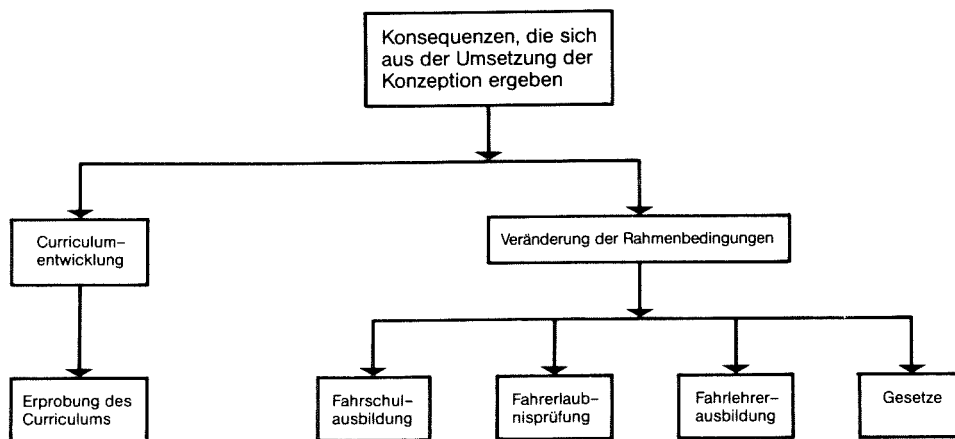 Konsequenzen, die sich
aus der Umsetzung der
Konzeption ergeben
Curriculum-
entwicklung
Veränderung der Rahmenbedingungen
Erprobung des
Curriculums
Fahrschul-
ausbildung
Fahrerlaub-
nisprüfung
Fahrlehrer-
ausbildung
Gesetze